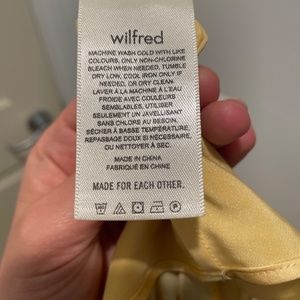 wilfred
MACHINE WASH COLD WITH LIKE
COLOURS, ONLY NON-CHLORINE
BLEACH WHEN NEEDED, TUMBLE
DRY LOW, COOL IRON ONLY IF
NEEDED, OR DRY CLEAN
LAVER À LA MACHINE À L'EAU
FROIDE AVEC COULEURS
SEMBLABLES, UTILISER
SEULEMENT UN JAVELLISANT
SANS CHLORE AU BESOIN.
SÉCHER À BASSE TEMPÉRATURE,
REPASSAGE DOUX SI NÉCESSAIRE,
OU NETTOYER À SEC
MADE IN CHINA
FABRIQUÉ EN CHINE
MADE FOR EACH OTHER.